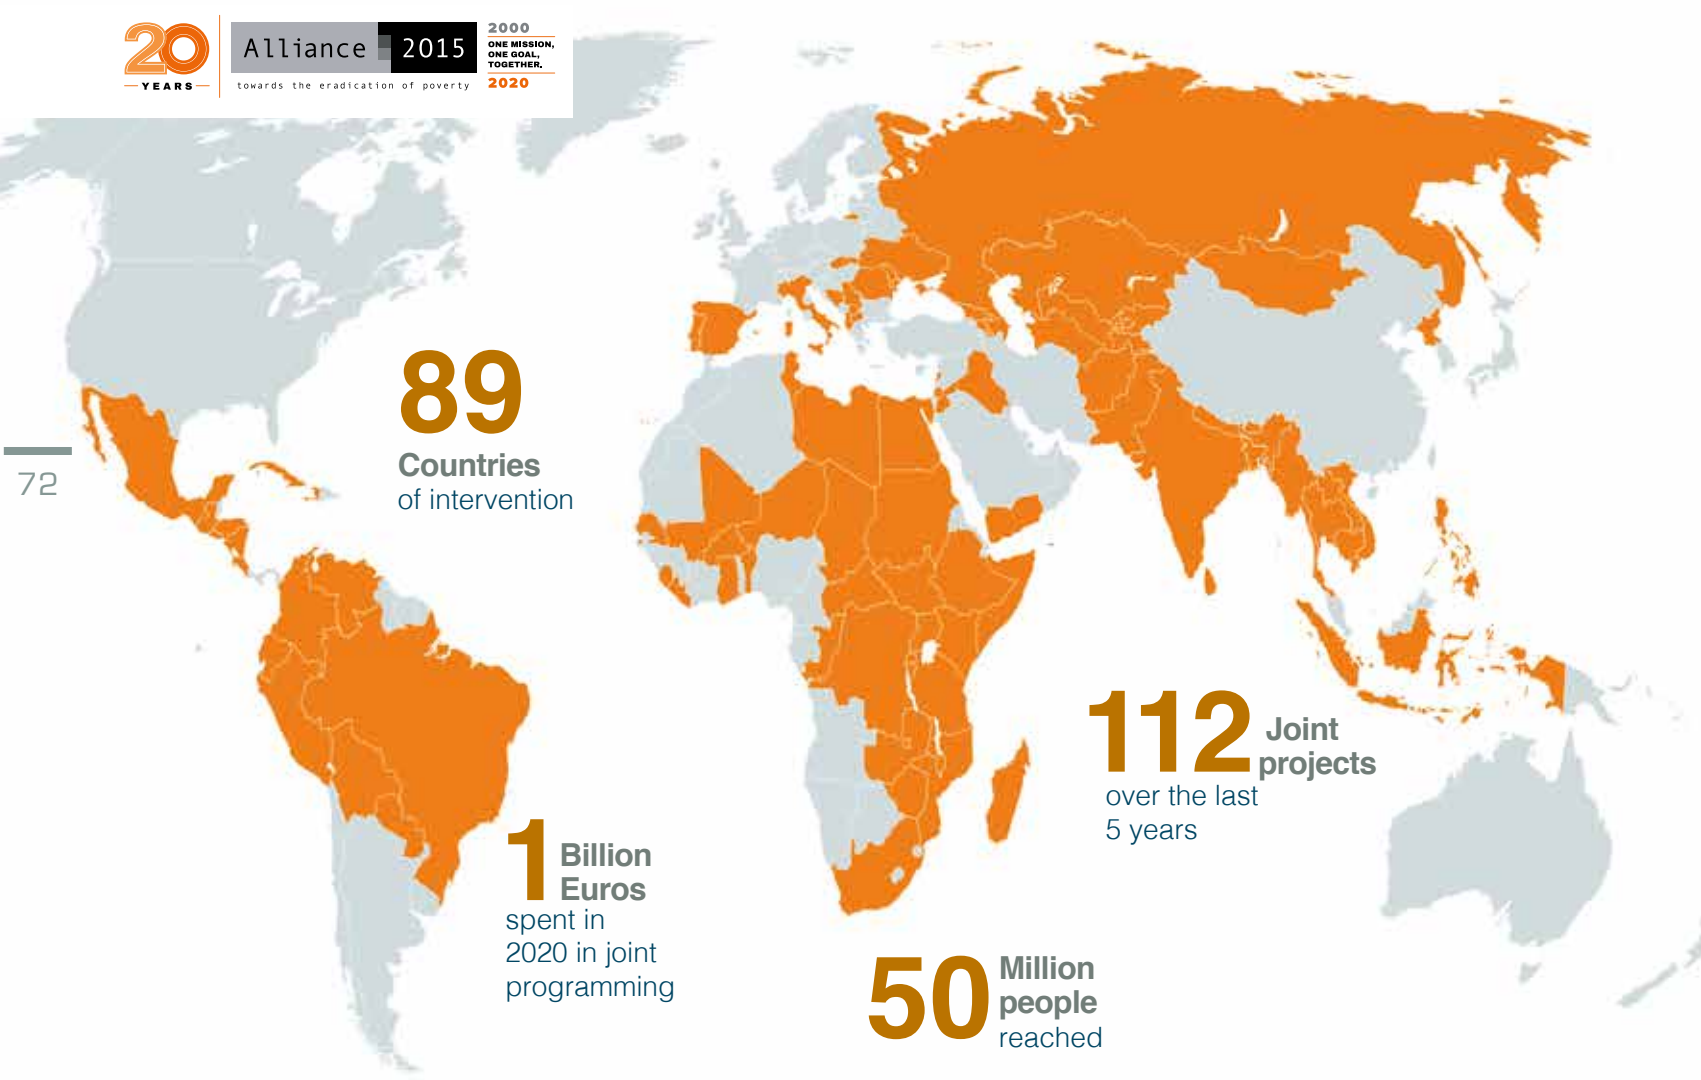 20
YEARS
Alliance 2015
towards the eradication of poverty
2000
ONE MISSION,
ONE GOAL,
TOGETHER.
2020
89
Countries
of intervention
72
112 Joint
projects
over the last
5 years
1 Billion
Euros
spent in
2020 in joint
programming
50 Million
people
reached